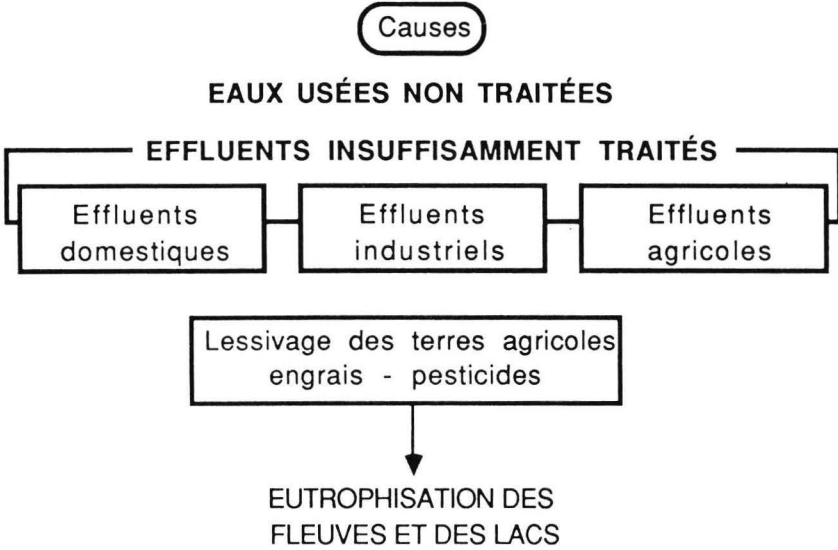 Causes
EAUX USÉES NON TRAITÉES
EFFLUENTS INSUFFISAMMENT TRAITÉS
Effluents
domestiques
Effluents
industriels
Effluents
agricoles
Lessivage des terres agricoles
engrais - pesticides
EUTROPHISATION DES
FLEUVES ET DES LACS